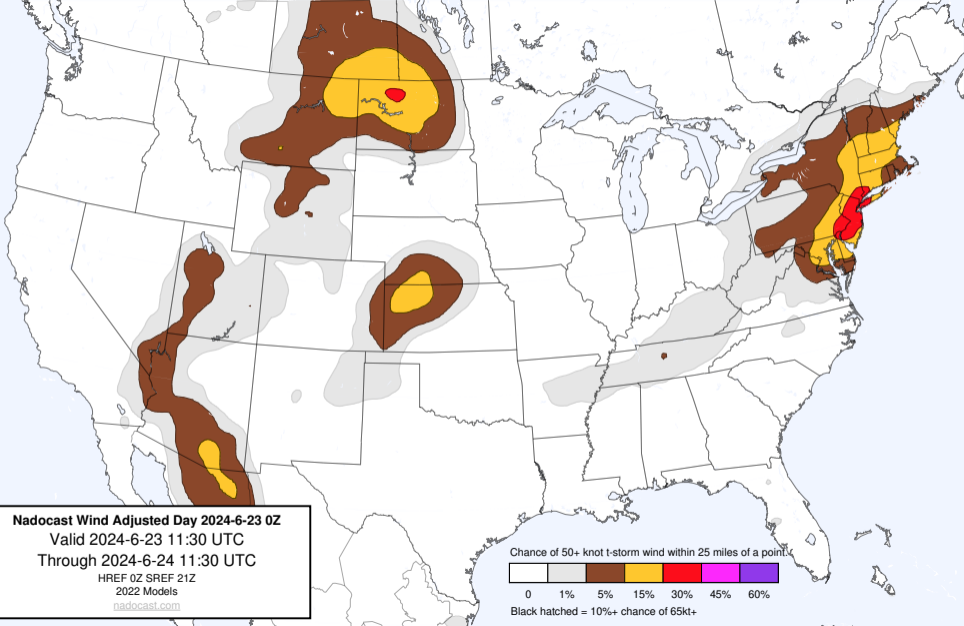 Nadocast Wind Adjusted Day 2024-6-23 0Z
Valid 2024-6-23 11:30 UTC
Through 2024-6-24 11:30 UTC
HREF 0Z SREF 21Z
2022 Models
nadocast.com
Chance of 50+ knot t-storm wind within 25 miles of a point.
0 1% 5% 15% 30% 45% 60%
Black hatched = 10%+ chance of 65kt+